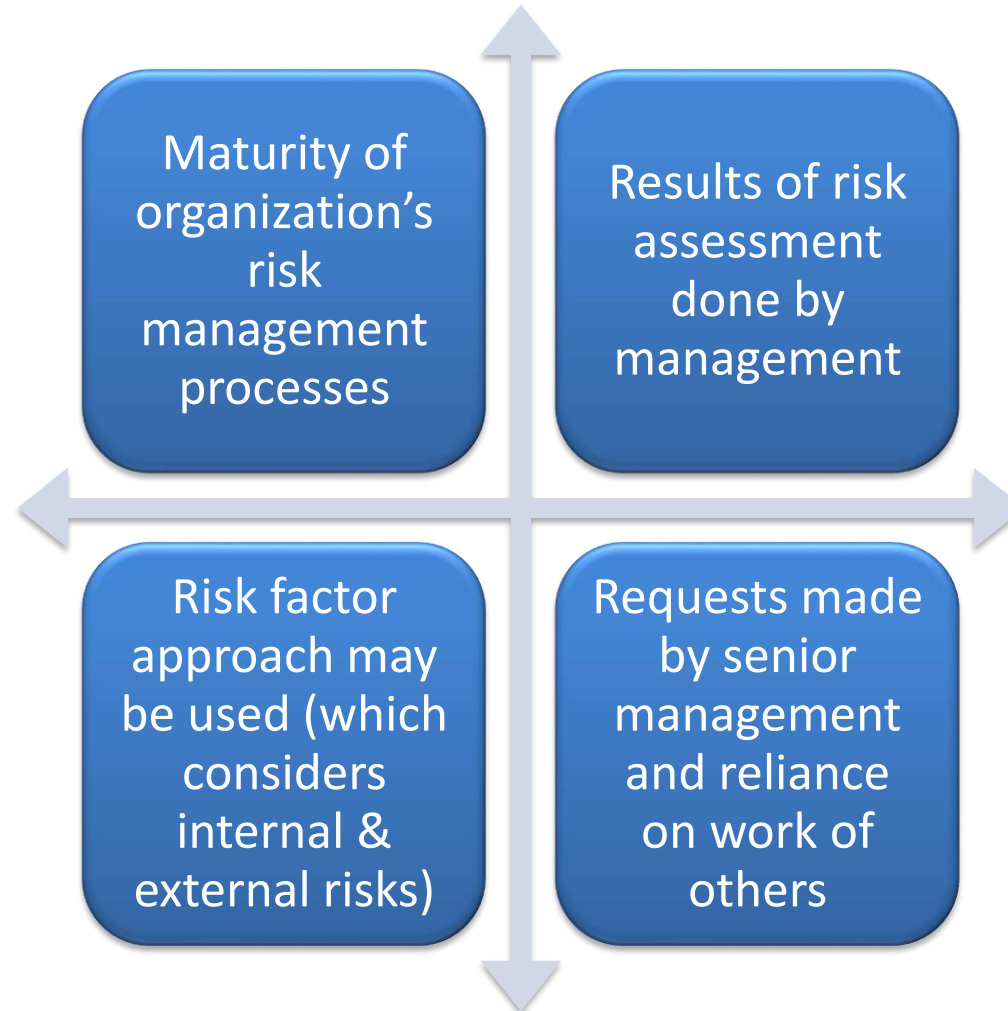 Maturity of
organization’s
risk
management
processes
Results of risk
assessment
done by
management
Risk factor
approach may
be used (which
considers
internal &
external risks)
Requests made
by senior
management
and reliance
on work of
others